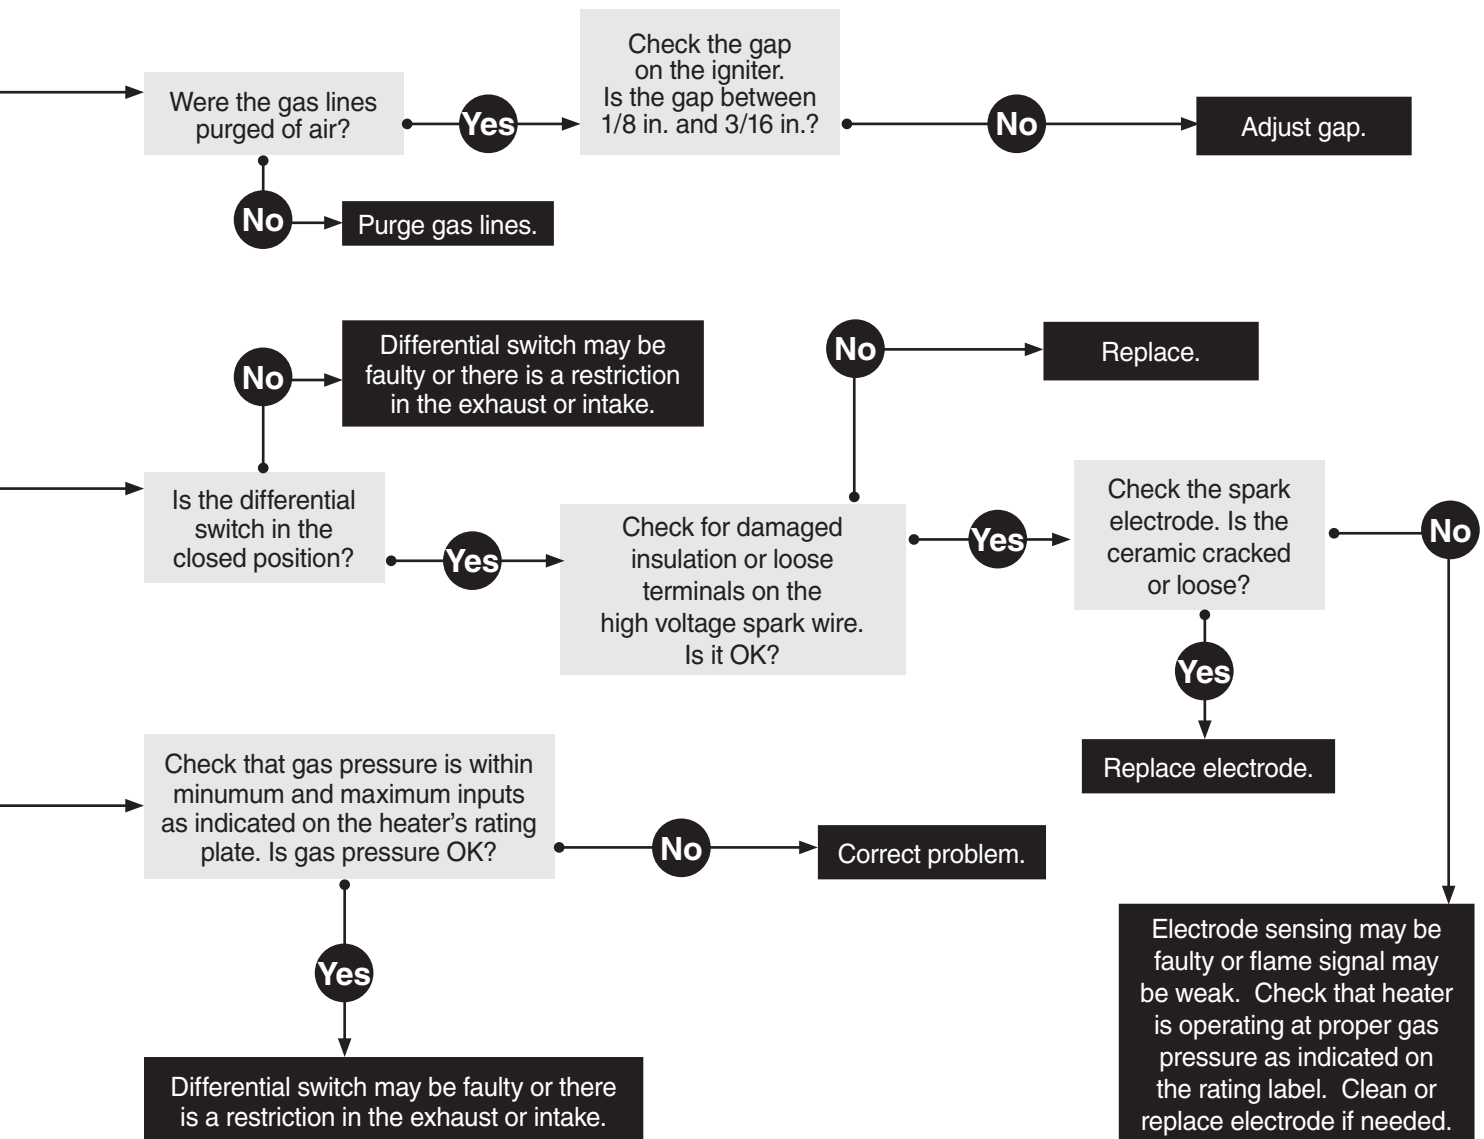 Were the gas lines
purged of air?
Yes
Check the gap
on the igniter.
Is the gap between
1/8 in. and 3/16 in.?
No
Adjust gap.
No
Purge gas lines.
No
Differential switch may be
faulty or there is a restriction
in the exhaust or intake.
Is the differential
switch in the
closed position?
Yes
Check for damaged
insulation or loose
terminals on the
high voltage spark wire.
Is it OK?
No
Replace.
Yes
Check the spark
electrode. Is the
ceramic cracked
or loose?
Yes
Replace electrode.
No
Electrode sensing may be
faulty or flame signal may
be weak.  Check that heater
is operating at proper gas
pressure as indicated on
the rating label.  Clean or
replace electrode if needed.
Check that gas pressure is within
minumum and maximum inputs
as indicated on the heater's rating
plate. Is gas pressure OK?
No
Correct problem.
Yes
Differential switch may be faulty or there
is a restriction in the exhaust or intake.